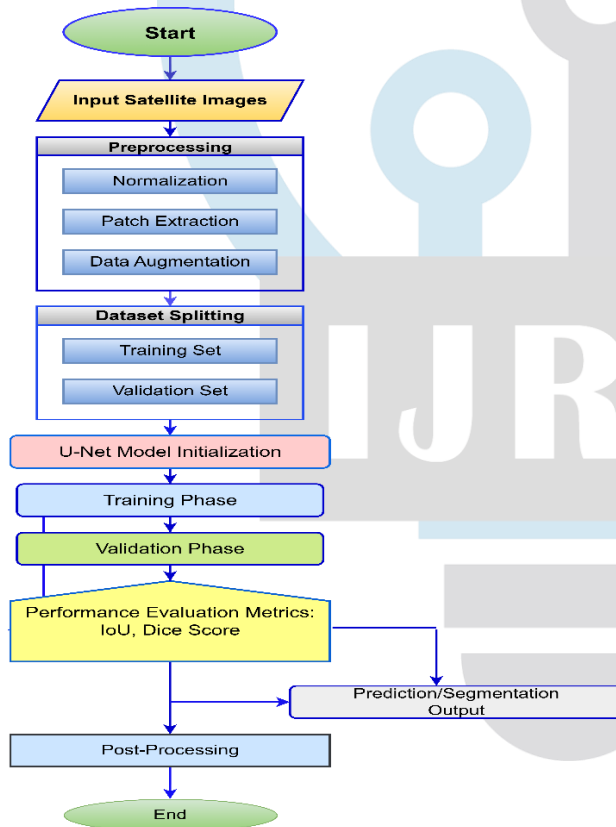 Start
Input Satellite Images
Preprocessing
Normalization
Patch Extraction
Data Augmentation
Dataset Splitting
Training Set
Validation Set
U-Net Model Initialization
Training Phase
Validation Phase
Performance Evaluation Metrics:
IoU, Dice Score
Prediction/Segmentation
Output
Post-Processing
End
IJR